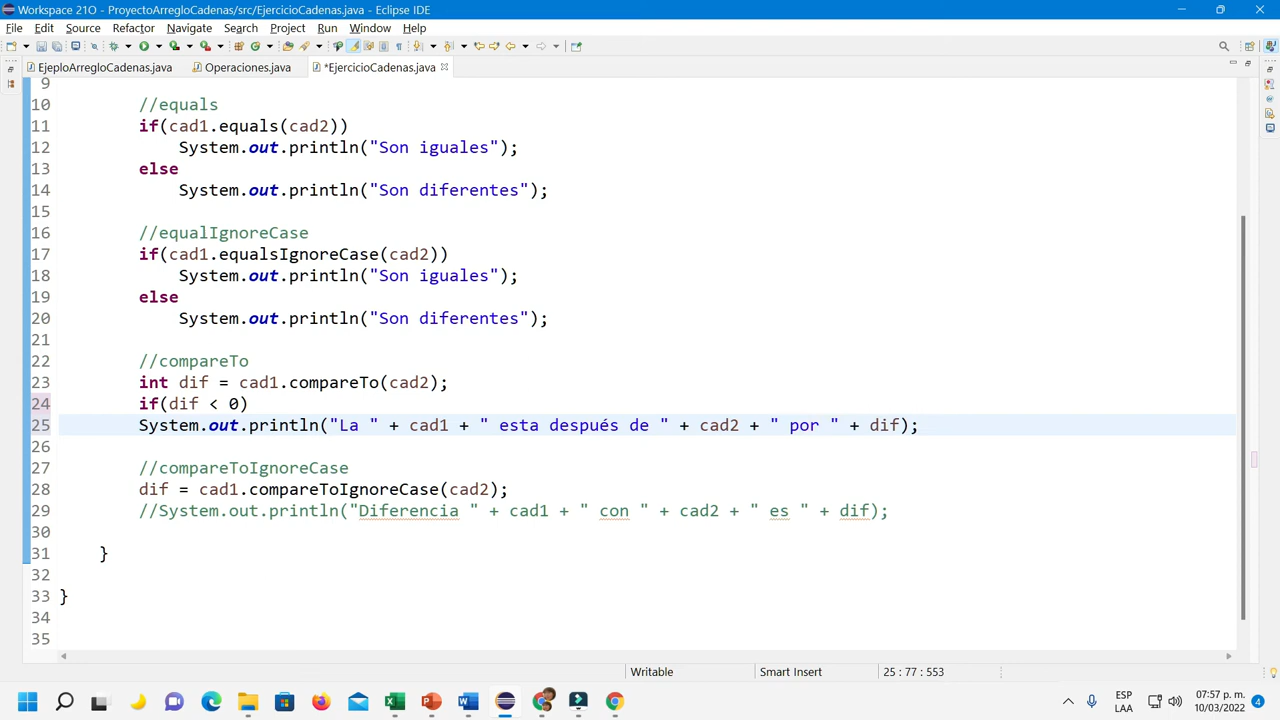 Workspace 21O - ProyectoArregloCadenas/src/EjercicioCadenas.java - Eclipse IDE
File Edit Source Refactor Navigate Search Project Run Window Help
EjeploArregloCadenas.java Operaciones.java *EjercicioCadenas.java
9
10 //equals
11 if(cad1.equals(cad2))
12 System.out.println("Son iguales");
13 else
14 System.out.println("Son diferentes");
15
16 //equalIgnoreCase
17 if(cad1.equalsIgnoreCase(cad2))
18 System.out.println("Son iguales");
19 else
20 System.out.println("Son diferentes");
21
22 //compareTo
23 int dif = cad1.compareTo(cad2);
24 if(dif < 0)
25 System.out.println("La " + cad1 + " esta después de " + cad2 + " por " + dif);
26
27 //compareToIgnoreCase
28 dif = cad1.compareToIgnoreCase(cad2);
29 //System.out.println("Diferencia " + cad1 + " con " + cad2 + " es " + dif);
30
31 }
32
33 }
34
35
Writable Smart Insert 25 : 77 : 553
ESP 07:57 p. m.
LAA 10/03/2022 4